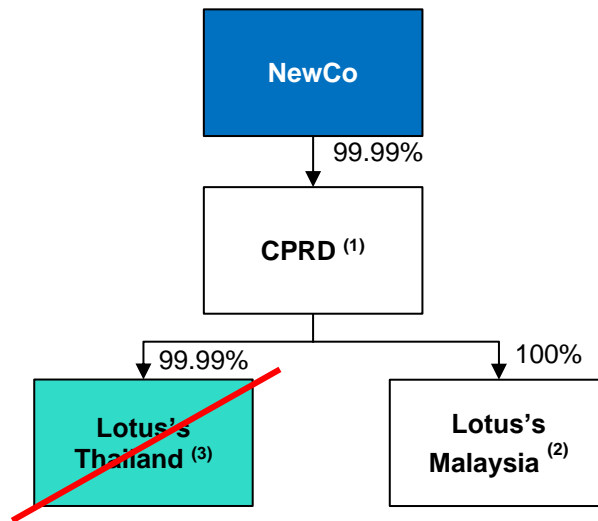 NewCo
99.99%
CPRD (1)
99.99%
100%
Lotus's
Thailand (3)
Lotus's
Malaysia (2)